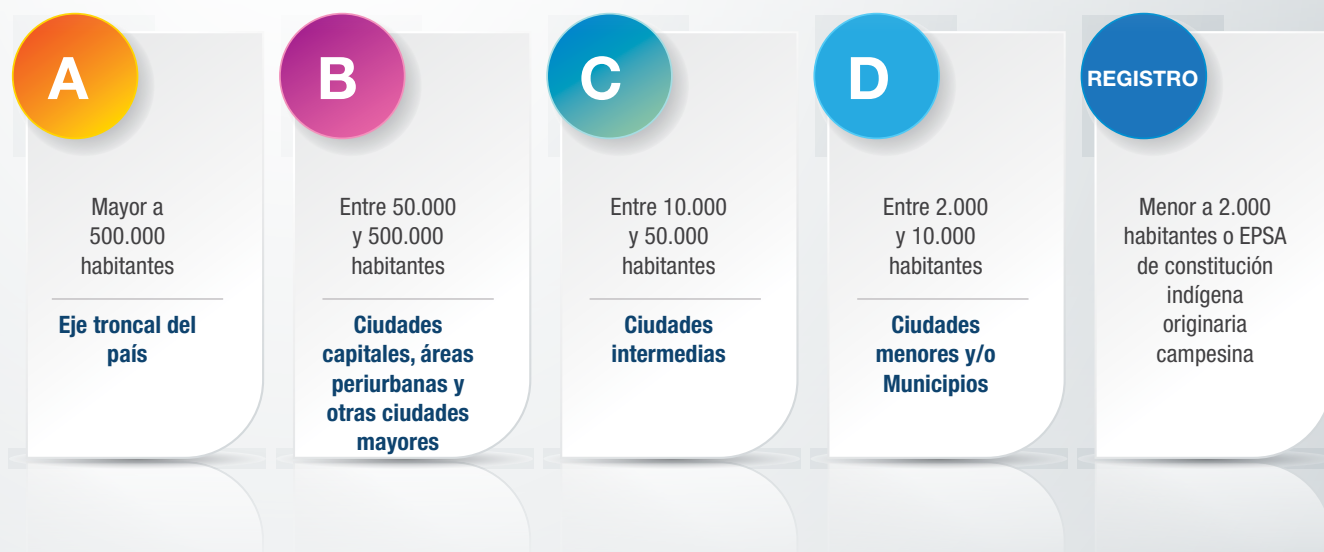 A
Mayor a
500.000
habitantes
Eje troncal del
país
B
Entre 50.000
y 500.000
habitantes
Ciudades
capitales, áreas
periurbanas y
otras ciudades
mayores
C
Entre 10.000
y 50.000
habitantes
Ciudades
intermedias
D
Entre 2.000
y 10.000
habitantes
Ciudades
menores y/o
Municipios
REGISTRO
Menor a 2.000
habitantes o EPSA
de constitución
indígena
originaria
campesina